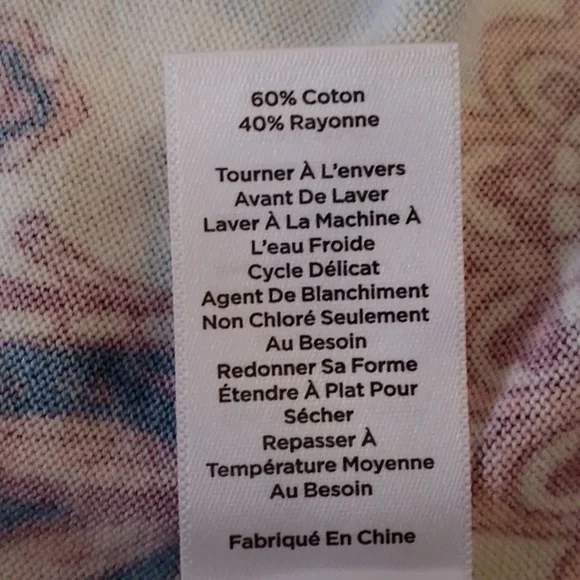 60% Coton
40% Rayonne
Tourner À L'envers
Avant De Laver
Laver À La Machine À
L'eau Froide
Cycle Délicat
Agent De Blanchiment
Non Chloré Seulement
Au Besoin
Redonner Sa Forme
Étendre À Plat Pour
Sécher
Repasser À
Température Moyenne
Au Besoin
Fabriqué En Chine